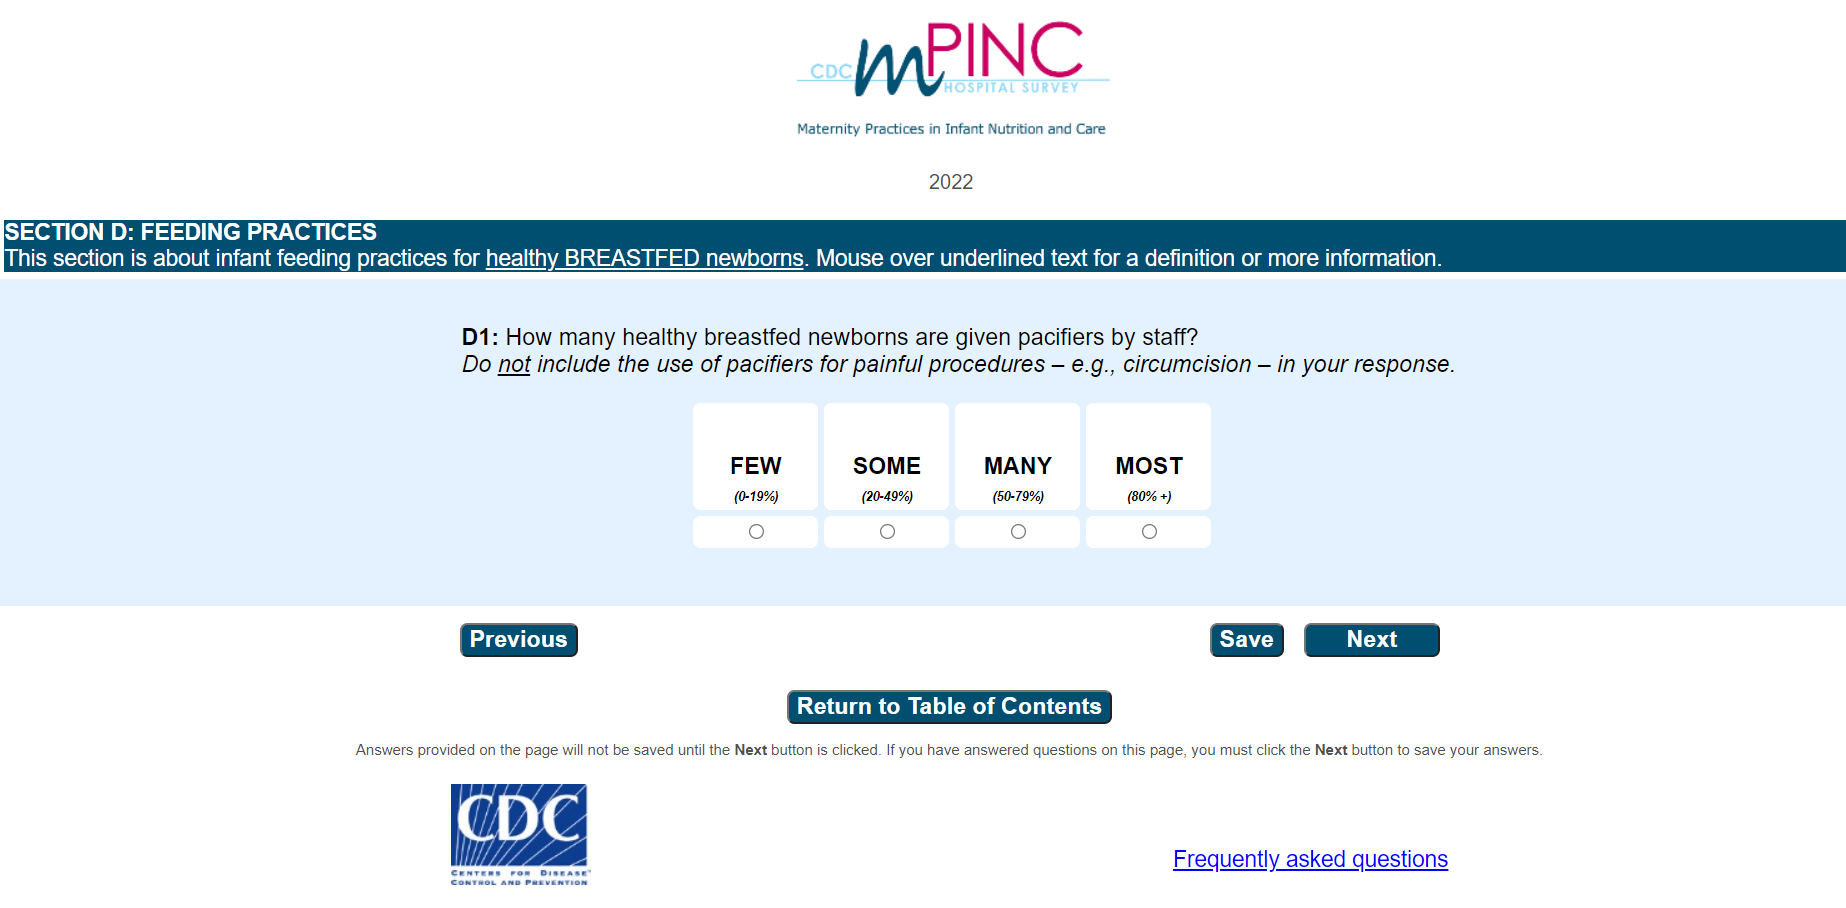 CDC mPINC
HOSPITAL SURVEY
Maternity Practices in Infant Nutrition and Care
2022
SECTION D: FEEDING PRACTICES
This section is about infant feeding practices for healthy BREASTFED newborns. Mouse over underlined text for a definition or more information.
D1: How many healthy breastfed newborns are given pacifiers by staff?
Do not include the use of pacifiers for painful procedures – e.g., circumcision – in your response.
FEW SOME MANY MOST
(0-19%) (20-49%) (50-79%) (80% +)
Previous Save Next
Return to Table of Contents
Answers provided on the page will not be saved until the Next button is clicked. If you have answered questions on this page, you must click the Next button to save your answers.
CDC
CENTERS FOR DISEASE
CONTROL AND PREVENTION
Frequently asked questions